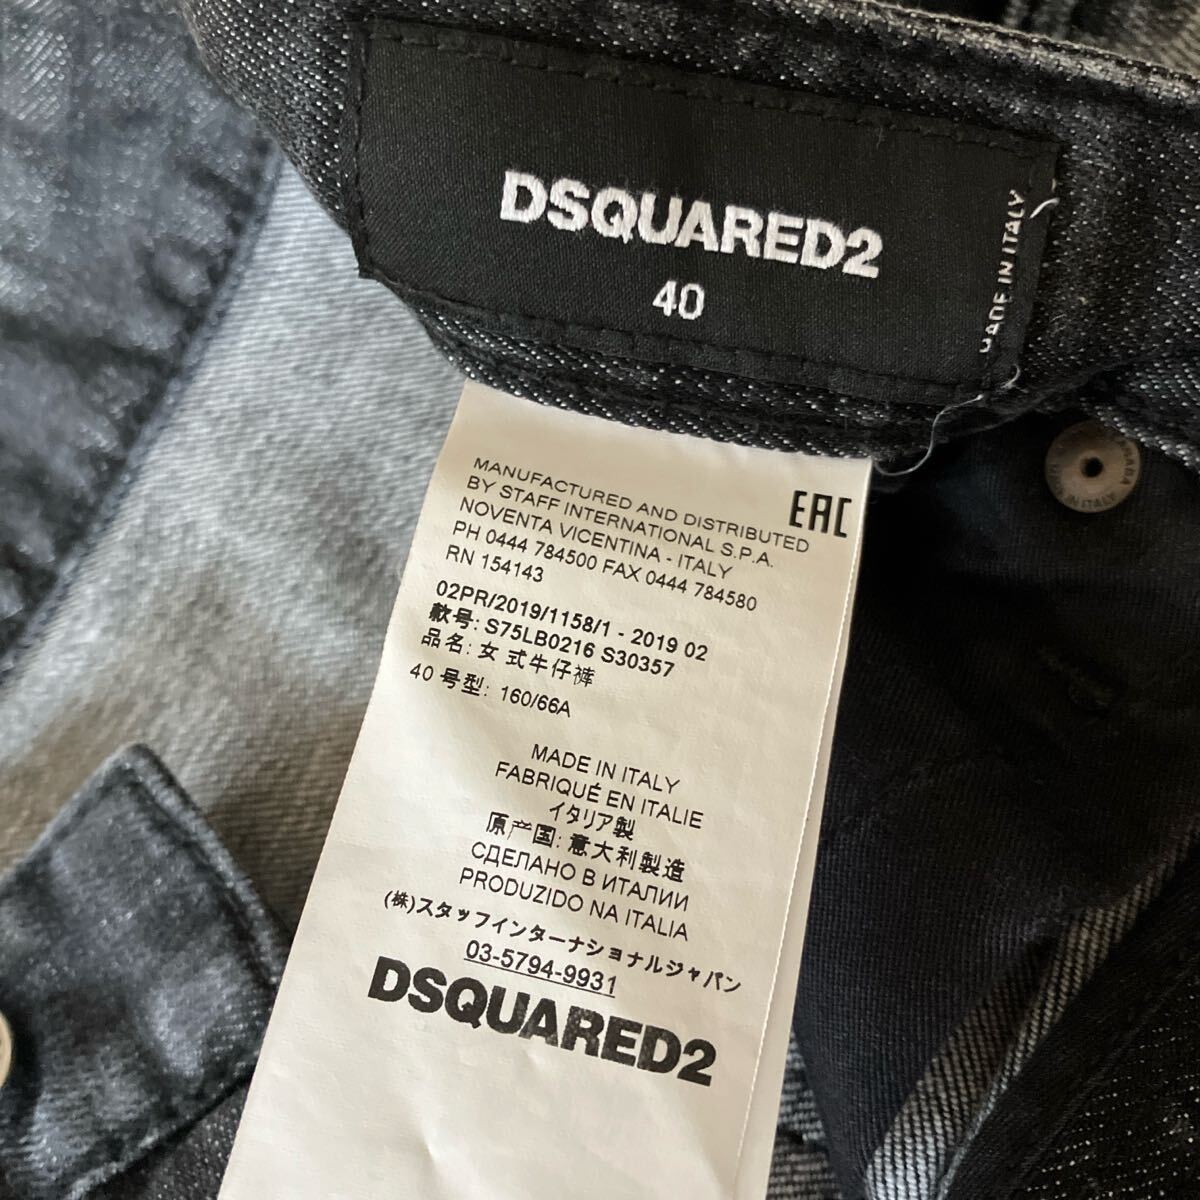 DSQUARED2
40
MADE IN ITALY
MANUFACTURED AND DISTRIBUTED
BY STAFF INTERNATIONAL S.P.A.
NOVENTA VICENTINA - ITALY
PH 0444 784500 FAX 0444 784580
RN 154143
EAC
02PR/2019/1158/1 - 2019 02
款号: S75LB0216 S30357
品名: 女 式牛仔裤
40 号型: 160/66A
MADE IN ITALY
FABRIQUÉ EN ITALIE
イタリア製
原产国: 意大利製造
СДЕЛАНО В ИТАЛИИ
PRODUZIDO NA ITALIA
(株)スタッフインターナショナルジャパン
03-5794-9931
DSQUARED2
IN ITALY